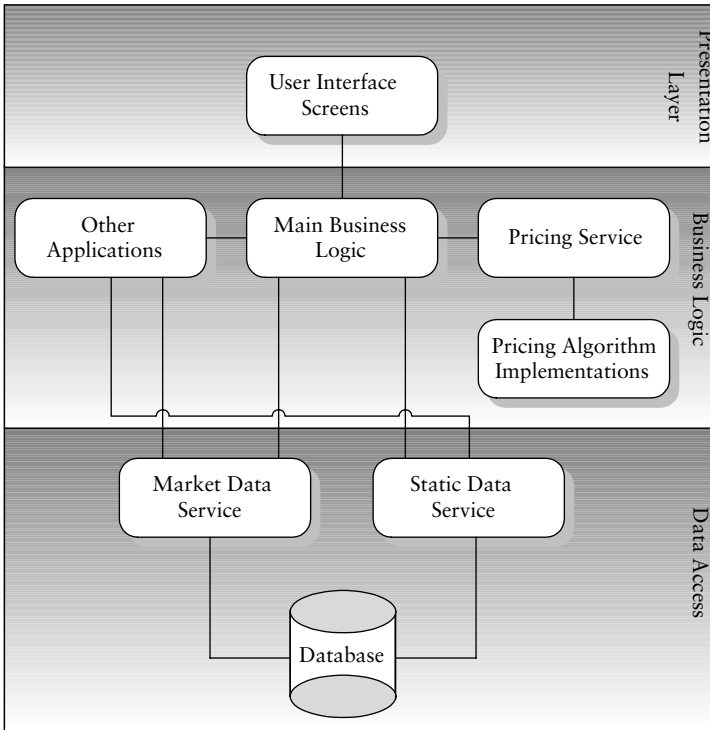 Presentation
Layer
User Interface
Screens
Business Logic
Other
Applications
Main Business
Logic
Pricing Service
Pricing Algorithm
Implementations
Data Access
Market Data
Service
Static Data
Service
Database